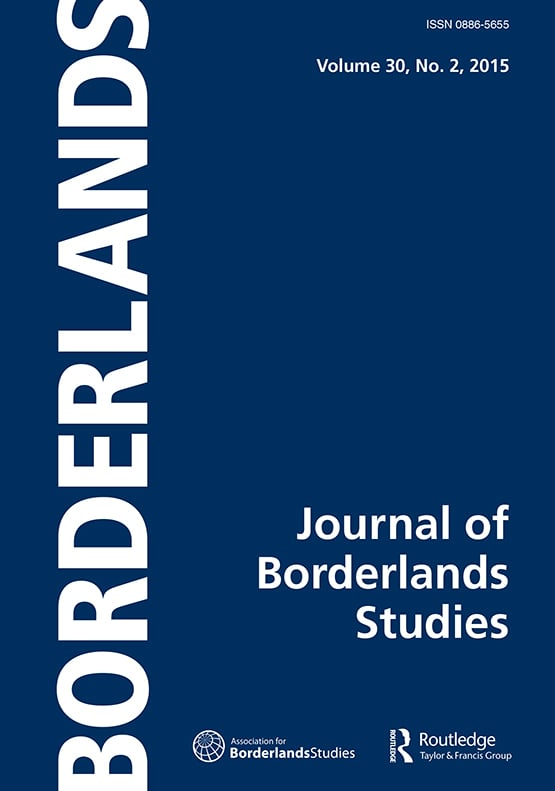 ISSN 0886-5655
Volume 30, No. 2, 2015
BORDERLANDS
Journal of
Borderlands
Studies
Association for
BorderlandsStudies
ROUTLEDGE
Routledge
Taylor & Francis Group